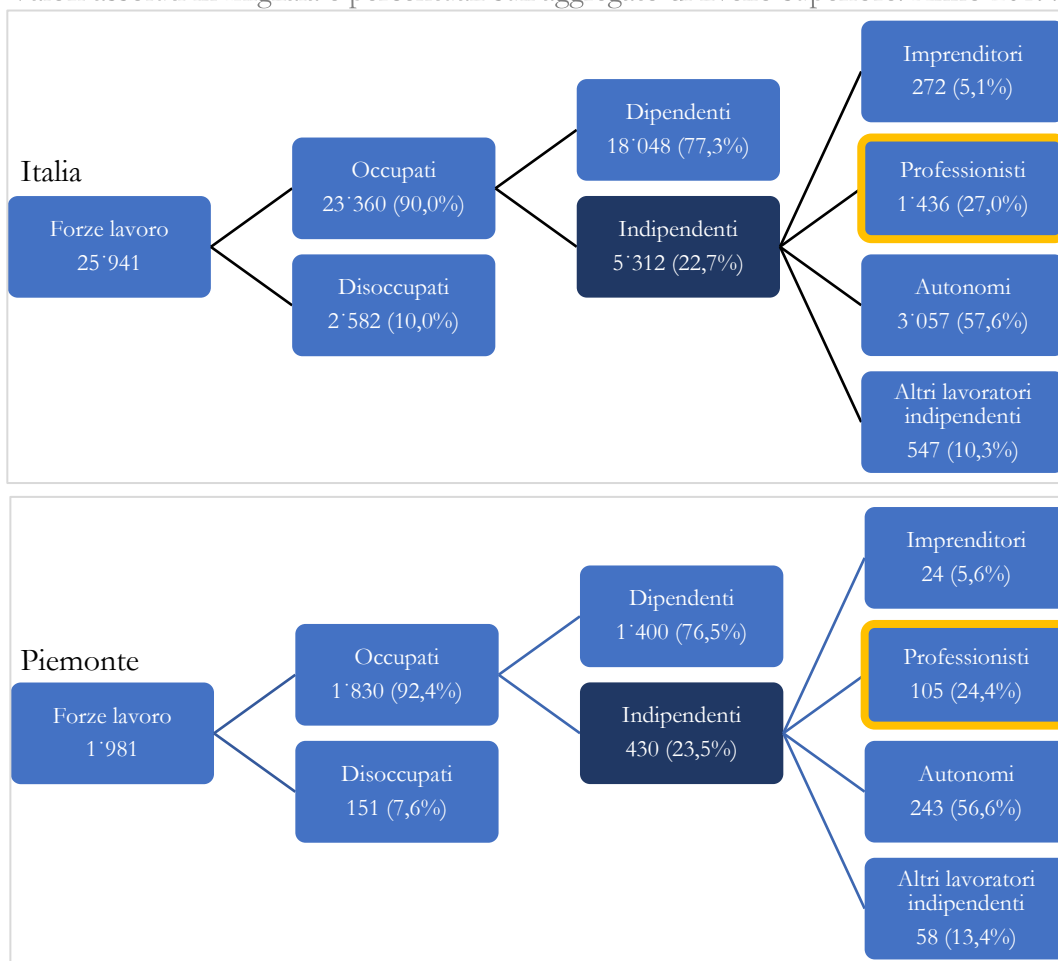 Italia
Forze lavoro
25˙941
Occupati
23˙360 (90,0%)
Disoccupati
2˙582 (10,0%)
Dipendenti
18˙048 (77,3%)
Indipendenti
5˙312 (22,7%)
Imprenditori
272 (5,1%)
Professionisti
1˙436 (27,0%)
Autonomi
3˙057 (57,6%)
Altri lavoratori
indipendenti
547 (10,3%)
Piemonte
Forze lavoro
1˙981
Occupati
1˙830 (92,4%)
Disoccupati
151 (7,6%)
Dipendenti
1˙400 (76,5%)
Indipendenti
430 (23,5%)
Imprenditori
24 (5,6%)
Professionisti
105 (24,4%)
Autonomi
243 (56,6%)
Altri lavoratori
indipendenti
58 (13,4%)